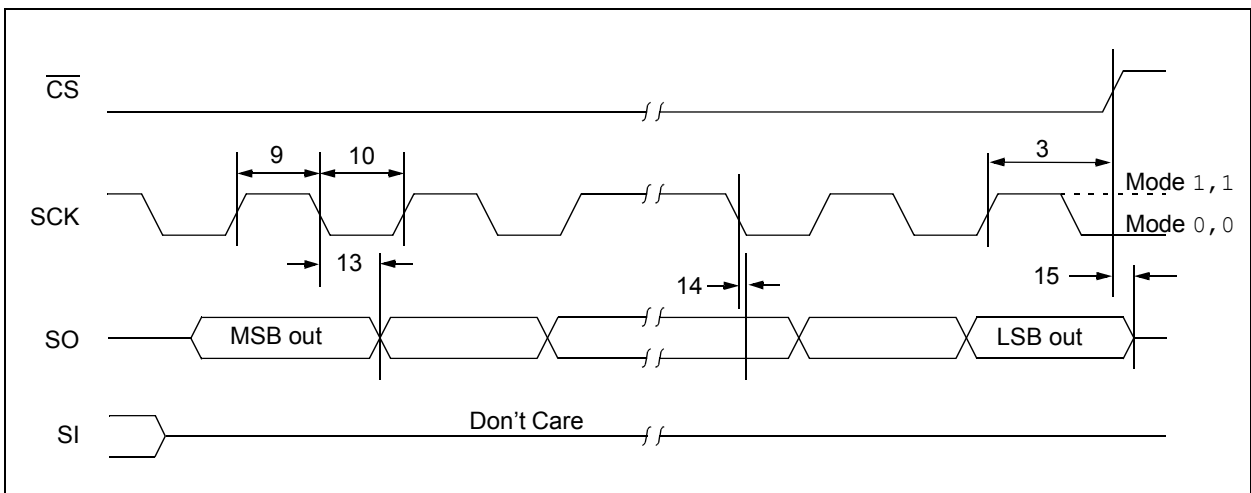 CS
9
10
3
Mode 1,1
SCK
Mode 0,0
13
14
15
SO
MSB out
LSB out
Don't Care
SI